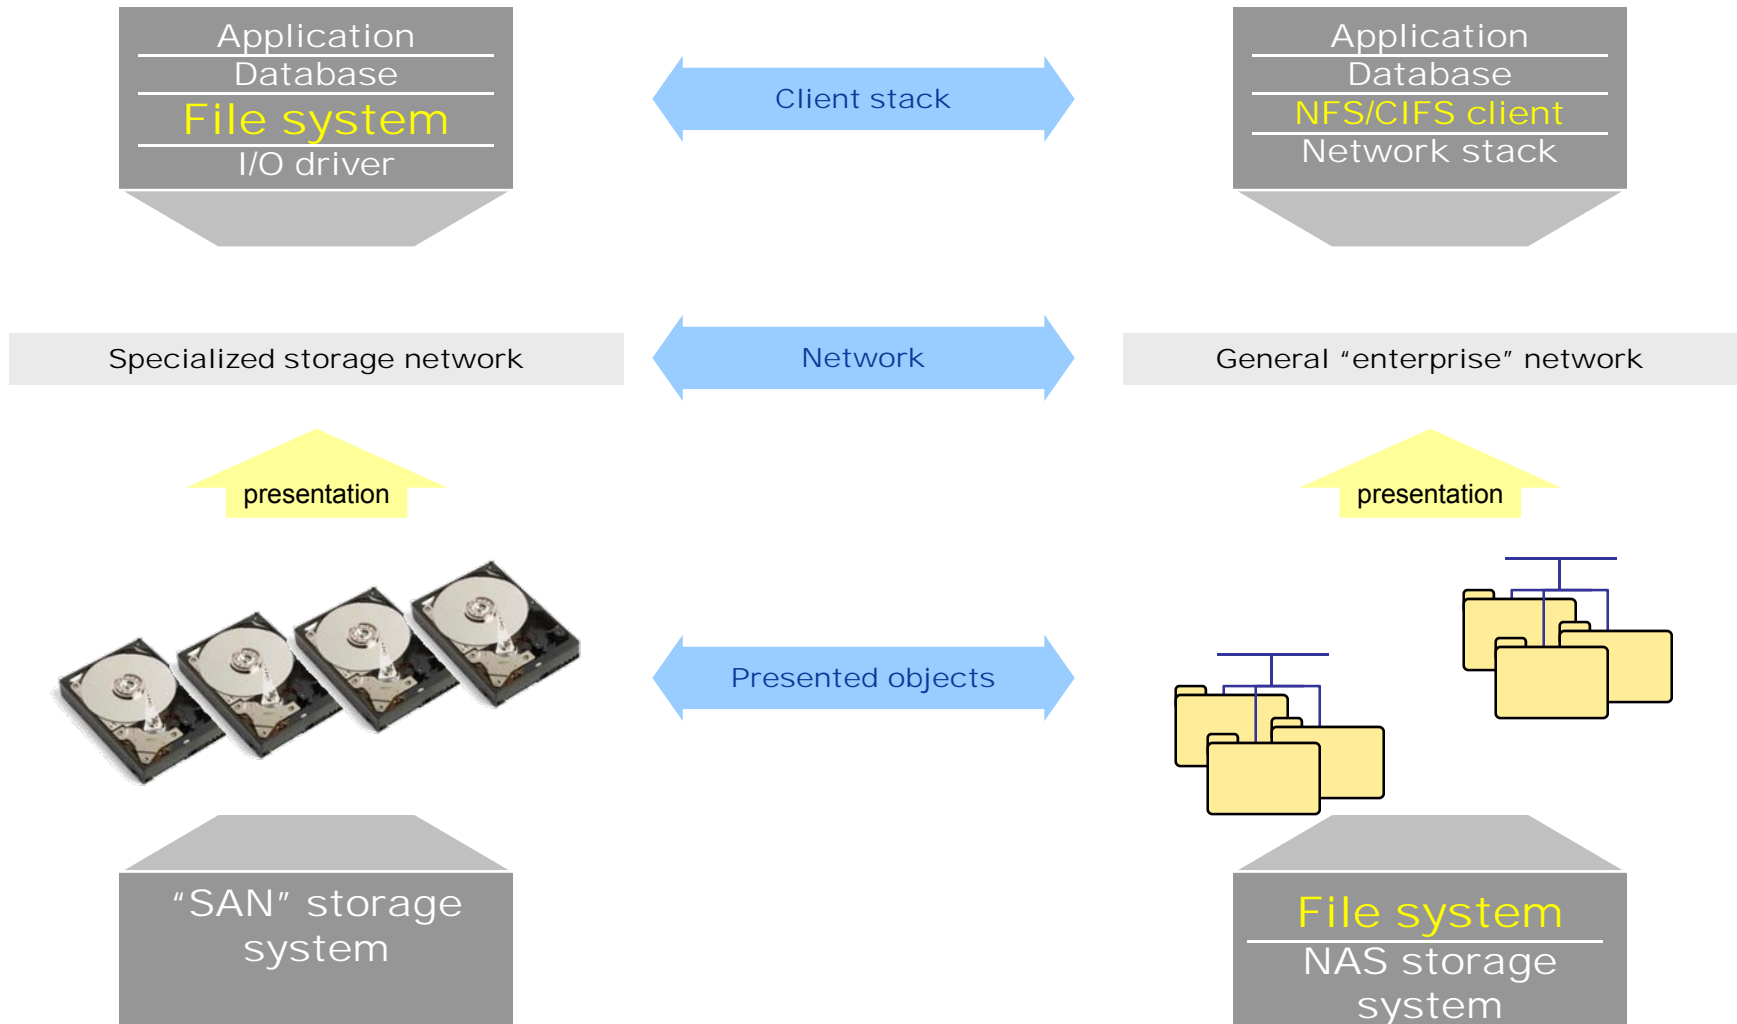 Application
Database
File system
I/O driver
Client stack
Application
Database
NFS/CIFS client
Network stack
Specialized storage network
Network
General “enterprise” network
presentation
presentation
Presented objects
“SAN” storage
system
File system
NAS storage
system